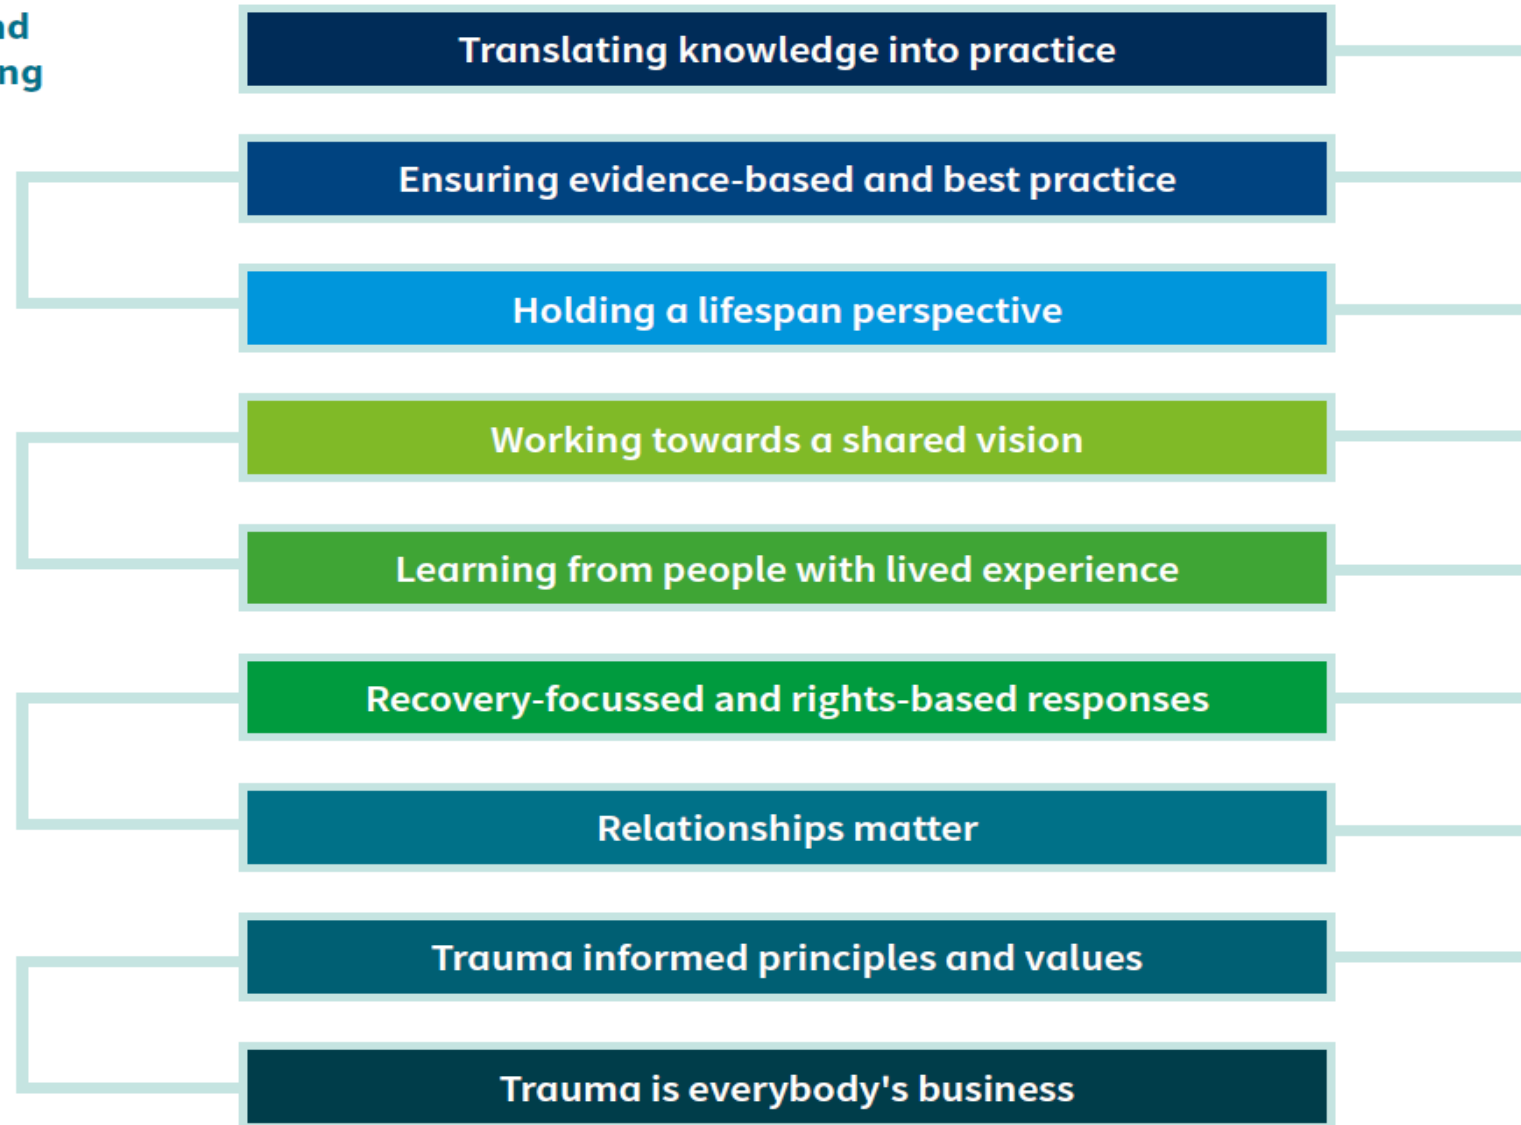 Translating knowledge into practice
Ensuring evidence-based and best practice
Holding a lifespan perspective
Working towards a shared vision
Learning from people with lived experience
Recovery-focussed and rights-based responses
Relationships matter
Trauma informed principles and values
Trauma is everybody's business